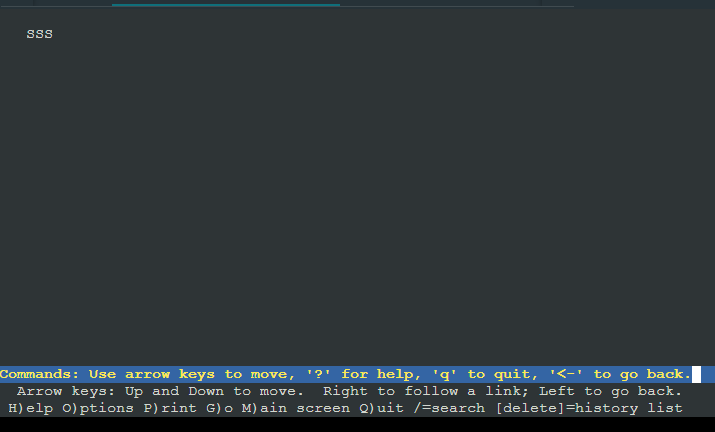 SSS
Commands: Use arrow keys to move, '?' for help, 'q' to quit, '<-' to go back.
Arrow keys: Up and Down to move.  Right to follow a link; Left to go back.
H)elp O)ptions P)rint G)o M)ain screen Q)uit /=search [delete]=history list